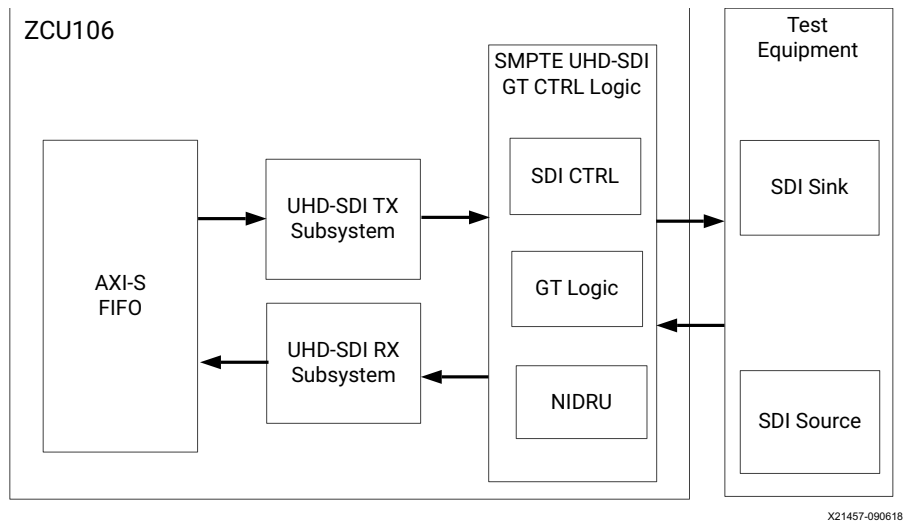 ZCU106
Test
Equipment
SMPTE UHD-SDI
GT CTRL Logic
AXI-S
FIFO
UHD-SDI TX
Subsystem
UHD-SDI RX
Subsystem
SDI CTRL
GT Logic
NIDRU
SDI Sink
SDI Source
X21457-090618